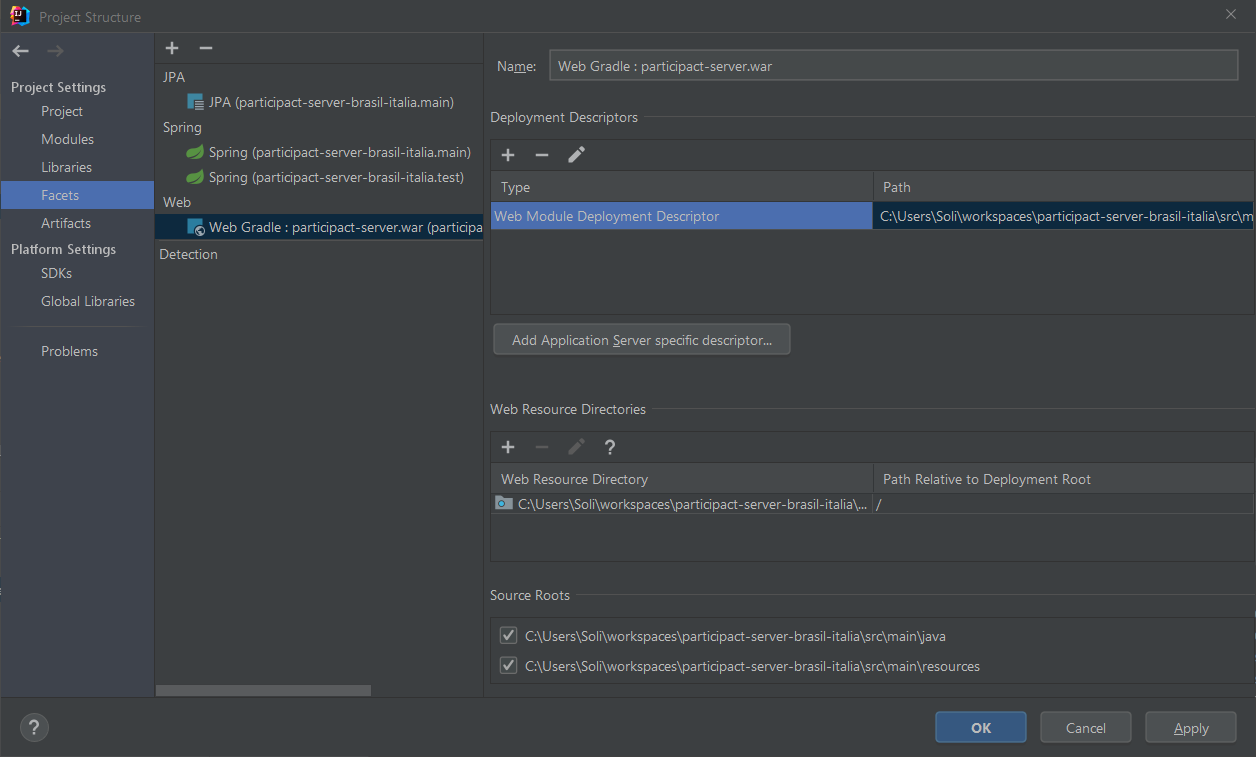 Project Structure
Project Settings
Project
Modules
Libraries
Facets
Artifacts
Platform Settings
SDKs
Global Libraries
Problems
JPA
JPA (participact-server-brasil-italia.main)
Spring
Spring (participact-server-brasil-italia.main)
Spring (participact-server-brasil-italia.test)
Web
Web Gradle : participact-server.war (participa
Detection
Name: Web Gradle : participact-server.war
Deployment Descriptors
Type Path
Web Module Deployment Descriptor C:\Users\Soli\workspaces\participact-server-brasil-italia\src\m
Add Application Server specific descriptor...
Web Resource Directories
?
Web Resource Directory Path Relative to Deployment Root
C:\Users\Soli\workspaces\participact-server-brasil-italia\... /
Source Roots
C:\Users\Soli\workspaces\participact-server-brasil-italia\src\main\java
C:\Users\Soli\workspaces\participact-server-brasil-italia\src\main\resources
? OK Cancel Apply